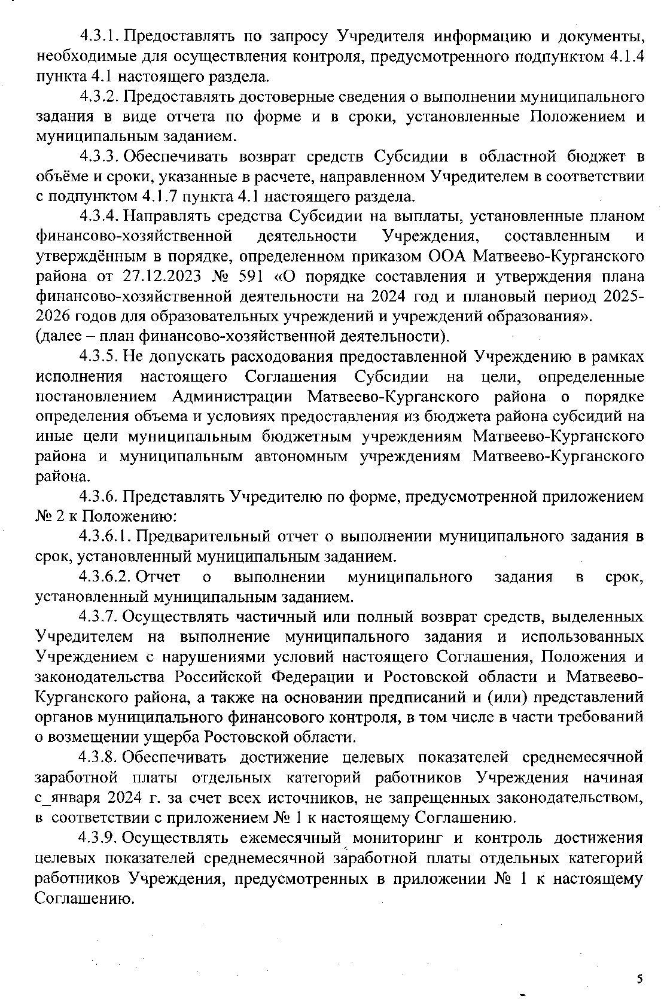 4.3.1. Предоставлять по запросу Учредителя информацию и документы,
необходимые для осуществления контроля, предусмотренного подпунктом 4.1.4
пункта 4.1 настоящего раздела.
4.3.2. Предоставлять достоверные сведения о выполнении муниципального
задания в виде отчета по форме и в сроки, установленные Положением и
муниципальным заданием.
4.3.3. Обеспечивать возврат средств Субсидии в областной бюджет в
объёме и сроки, указанные в расчете, направленном Учредителем в соответствии
с подпунктом 4.1.7 пункта 4.1 настоящего раздела.
4.3.4. Направлять средства Субсидии на выплаты, установленные планом
финансово-хозяйственной деятельности Учреждения, составленным и
утверждённым в порядке, определенном приказом ООА Матвеево-Курганского
района от 27.12.2023 № 591 «О порядке составления и утверждения плана
финансово-хозяйственной деятельности на 2024 год и плановый период 2025-
2026 годов для образовательных учреждений и учреждений образования».
(далее – план финансово-хозяйственной деятельности).
4.3.5. Не допускать расходования предоставленной Учреждению в рамках
исполнения настоящего Соглашения Субсидии на цели, определенные
постановлением Администрации Матвеево-Курганского района о порядке
определения объема и условиях предоставления из бюджета района субсидий на
иные цели муниципальным бюджетным учреждениям Матвеево-Курганского
района и муниципальным автономным учреждениям Матвеево-Курганского
района.
4.3.6. Представлять Учредителю по форме, предусмотренной приложением
№ 2 к Положению:
4.3.6.1. Предварительный отчет о выполнении муниципального задания в
срок, установленный муниципальным заданием.
4.3.6.2. Отчет о выполнении муниципального задания в срок,
установленный муниципальным заданием.
4.3.7. Осуществлять частичный или полный возврат средств, выделенных
Учредителем на выполнение муниципального задания и использованных
Учреждением с нарушениями условий настоящего Соглашения, Положения и
законодательства Российской Федерации и Ростовской области и Матвеево-
Курганского района, а также на основании предписаний и (или) представлений
органов муниципального финансового контроля, в том числе в части требований
о возмещении ущерба Ростовской области.
4.3.8. Обеспечивать достижение целевых показателей среднемесячной
заработной платы отдельных категорий работников Учреждения начиная
с_января 2024 г. за счет всех источников, не запрещенных законодательством,
в соответствии с приложением № 1 к настоящему Соглашению.
4.3.9. Осуществлять ежемесячный мониторинг и контроль достижения
целевых показателей среднемесячной заработной платы отдельных категорий
работников Учреждения, предусмотренных в приложении № 1 к настоящему
Соглашению.
5